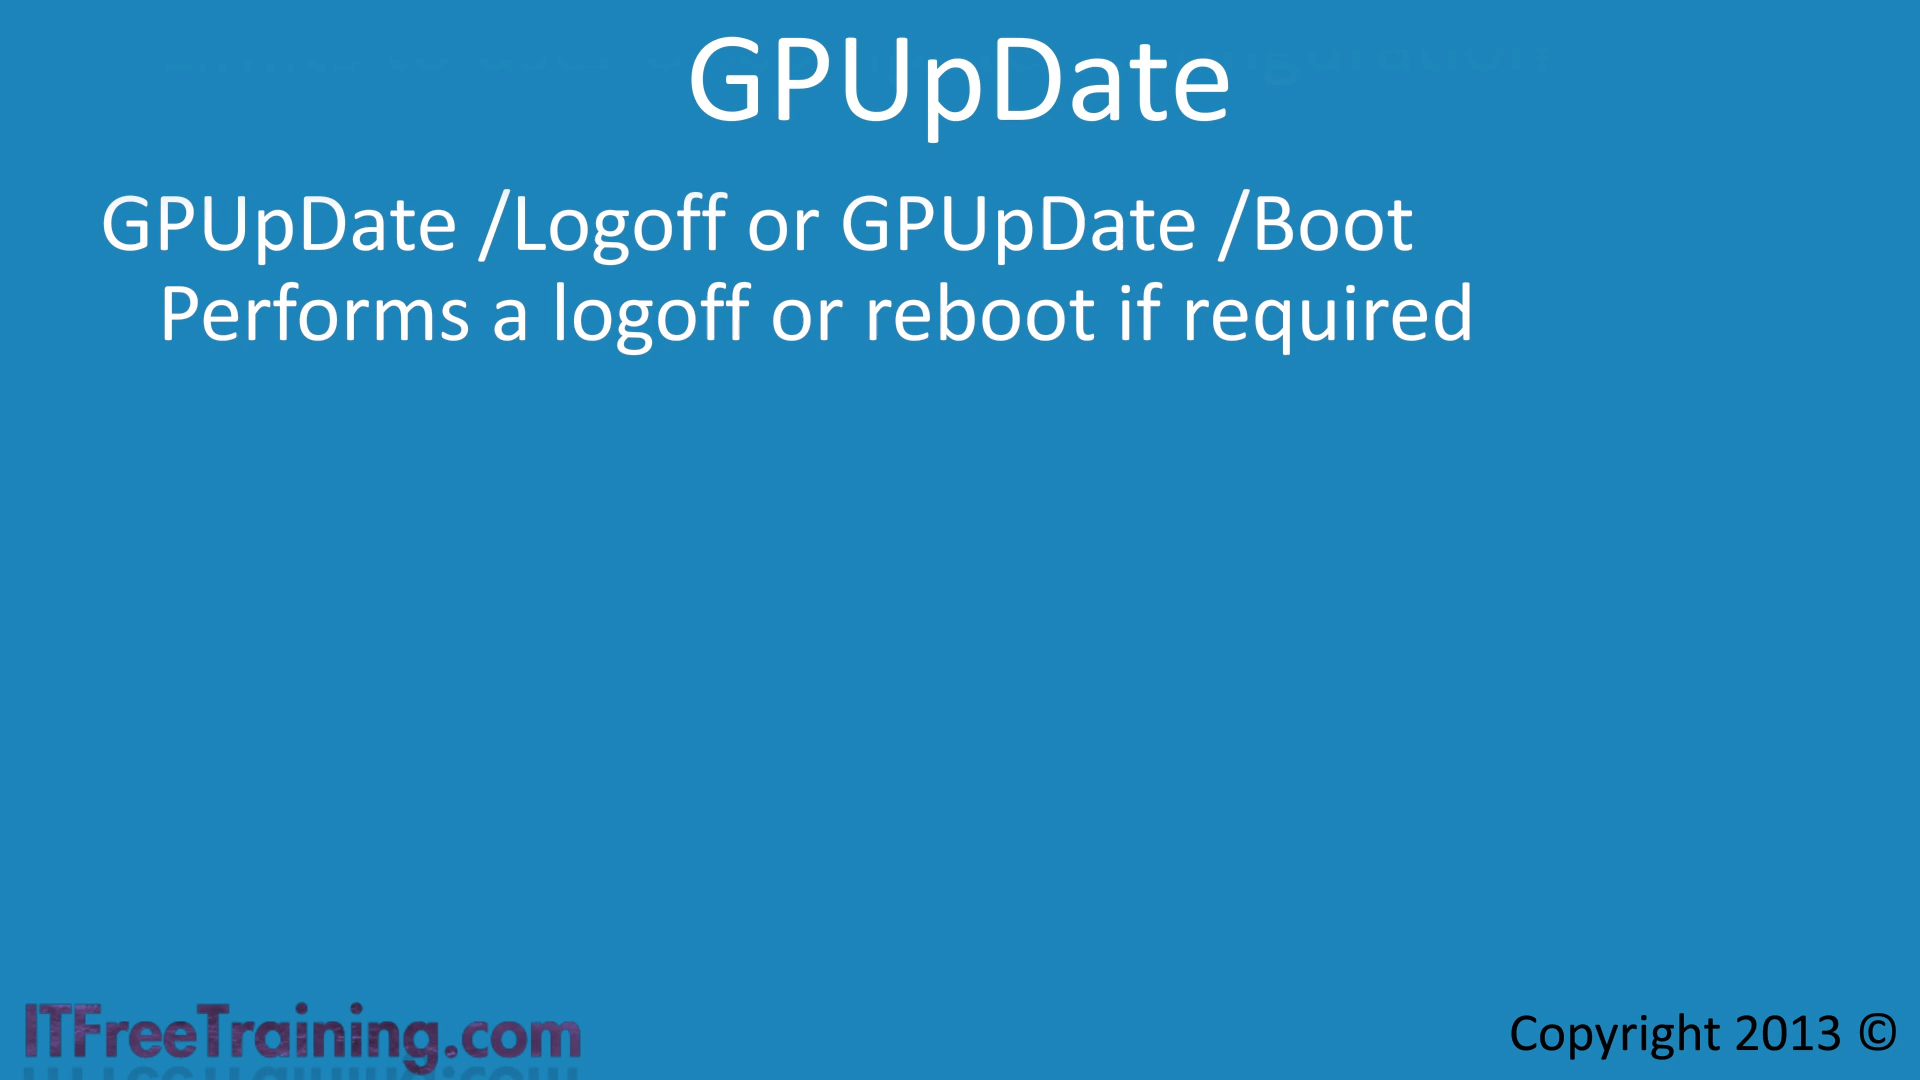 GPUpDate
GPUpDate /Logoff or GPUpDate /Boot
Performs a logoff or reboot if required
ITFreeTraining.com
Copyright 2013 ©